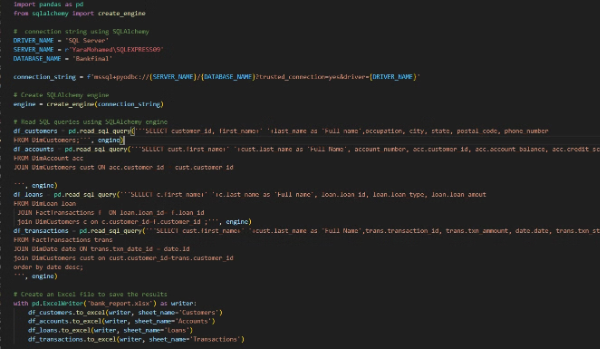 import pandas as pd
from sqlalchemy import create_engine
# connection string using SQLAlchemy
DRIVER_NAME = 'SQL Server'
SERVER_NAME = r'YaraMohamed\SQLEXPRESS09'
DATABASE_NAME = 'Bankfinal'
connection_string = f"mssql+pyodbc://{SERVER_NAME}/{DATABASE_NAME}?trusted_connection=yes&driver={DRIVER_NAME}"
# Create SQLAlchemy engine
engine = create_engine(connection_string)
# Read SQL queries using SQLAlchemy engine
df_customers = pd.read_sql_query('''SELECT customer_id, first_name+' '+last_name as 'Full name',occupation, city, state, postal_code, phone_number
FROM DimCustomers;''', engine)
df_accounts = pd.read_sql_query('''SELECT cust.first_name+' '+cust.last_name as 'Full Name', account_number, acc.customer_id, acc.account_balance, acc.credit_sc
FROM DimAccount acc
JOIN DimCustomers cust ON acc.customer_id = cust.customer_id
''', engine)
df_loans = pd.read_sql_query('''SELECT c.first_name+' '+c.last_name as 'Full name', loan.loan_id, loan.loan_type, loan.loan_amout
FROM DimLoan loan
JOIN FactTransactions f ON loan.loan_id= f.loan_id
join DimCustomers c on c.customer_id=f.customer_id ;''', engine)
df_transactions = pd.read_sql_query('''SELECT cust.first_name+' '+cust.last_name as 'Full Name',trans.transaction_id, trans.txn_ammount, date.date, trans.txn_st
FROM FactTransactions trans
JOIN DimDate date ON trans.txn_date_id = date.id
join DimCustomers cust on cust.customer_id=trans.customer_id
order by date desc;
''', engine)
# Create an Excel file to save the results
with pd.ExcelWriter('bank_report.xlsx') as writer:
df_customers.to_excel(writer, sheet_name='Customers')
df_accounts.to_excel(writer, sheet_name='Accounts')
df_loans.to_excel(writer, sheet_name='Loans')
df_transactions.to_excel(writer, sheet_name='Transactions')